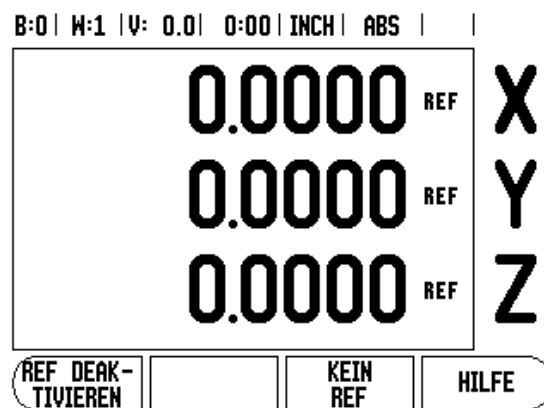 B:0 | W:1 | V: 0.0 | 0:00 | INCH | ABS | |
0.0000 REF X
0.0000 REF Y
0.0000 REF Z
REF DEAK-
TIVIEREN
KEIN
REF
HILFE